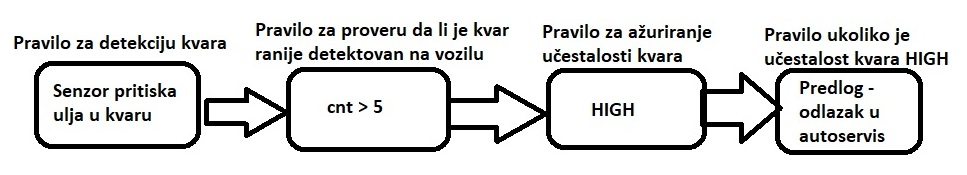 Pravilo za detekciju kvara
Senzor pritiska
ulja u kvaru
Pravilo za proveru da li je kvar
ranije detektovan na vozilu
cnt > 5
Pravilo za ažuriranje
učestalosti kvara
HIGH
Pravilo ukoliko je
učestalost kvara HIGH
Predlog -
odlazak u
autoservis